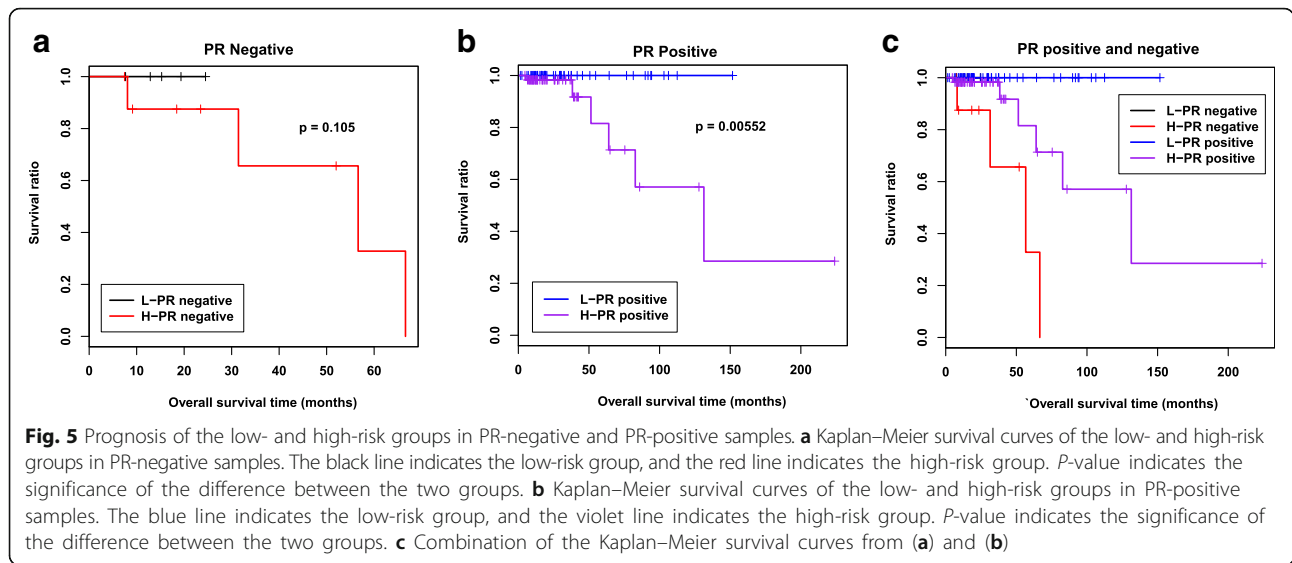 a
PR Negative
Survival ratio
1.0
0.8
0.6
0.4
0.2
0.0
p = 0.105
L−PR negative
H−PR negative
0 10 20 30 40 50 60
Overall survival time (months)
b
PR Positive
Survival ratio
1.0
0.8
0.6
0.4
0.2
0.0
p = 0.00552
L−PR positive
H−PR positive
0 50 100 150 200
Overall survival time (months)
c
PR positive and negative
Survival ratio
1.0
0.8
0.6
0.4
0.2
0.0
L−PR negative
H−PR negative
L−PR positive
H−PR positive
0 50 100 150 200
`Overall survival time (months)
Fig. 5 Prognosis of the low- and high-risk groups in PR-negative and PR-positive samples. a Kaplan–Meier survival curves of the low- and high-risk
groups in PR-negative samples. The black line indicates the low-risk group, and the red line indicates the high-risk group. P-value indicates the
significance of the difference between the two groups. b Kaplan–Meier survival curves of the low- and high-risk groups in PR-positive
samples. The blue line indicates the low-risk group, and the violet line indicates the high-risk group. P-value indicates the significance of
the difference between the two groups. c Combination of the Kaplan–Meier survival curves from (a) and (b)